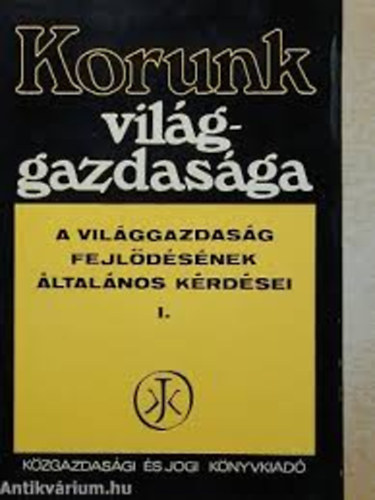 Korunk
világ-
gazdasága
A VILÁGGAZDASÁG
FEJLŐDÉSÉNEK
ÁLTALÁNOS KÉRDÉSEI
I.
KJK
KÖZGAZDASÁGI ÉS JOGI KÖNYVKIADÓ
Antikvárium.hu